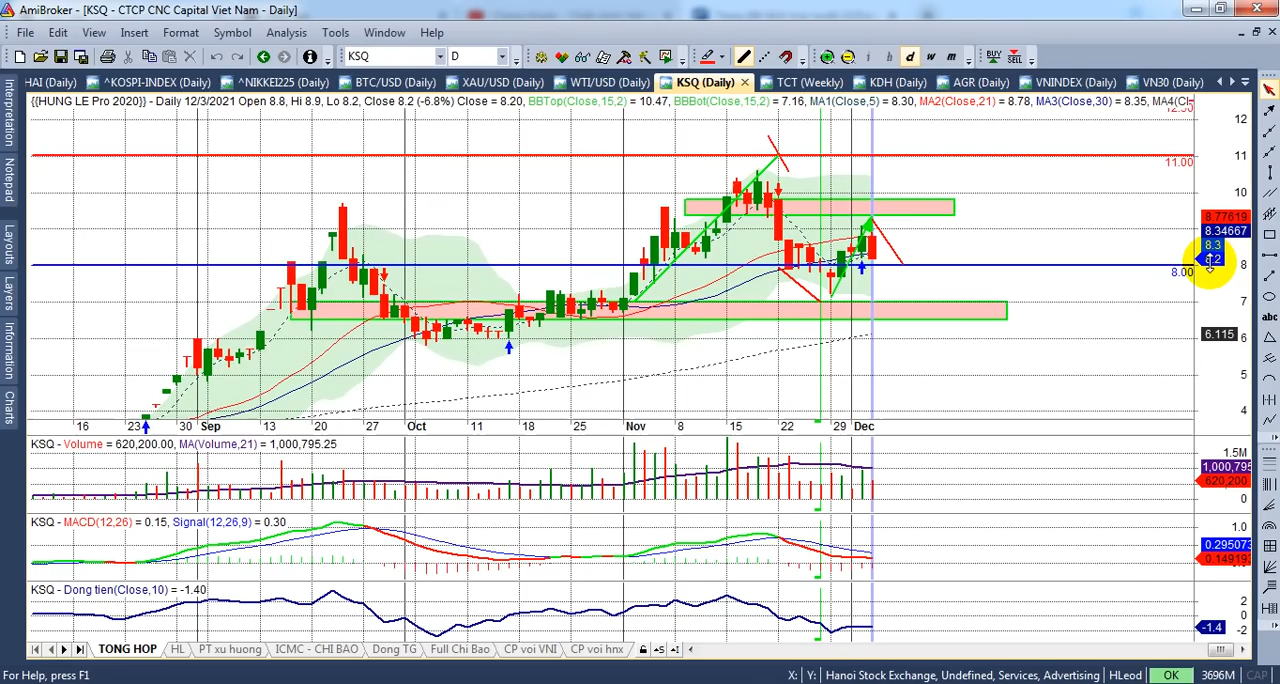 AmiBroker - [KSQ - CTCP CNC Capital Viet Nam - Daily]
File Edit View Insert Format Symbol Analysis Tools Window Help
KSQ D i d w m BUY SELL
HAI (Daily) ^KOSPI-INDEX (Daily) ^NIKKEI225 (Daily) BTC/USD (Daily) XAU/USD (Daily) WTI/USD (Daily) KSQ (Daily) TCT (Weekly) KDH (Daily) AGR (Daily) VNINDEX (Daily) VN30 (Daily)
{{HUNG LE Pro 2020}} - Daily 12/3/2021 Open 8.8, Hi 8.9, Lo 8.2, Close 8.2 (-6.8%) Close = 8.20, BBTop(Close,15,2) = 10.47, BBBot(Close,15,2) = 7.16, MA1(Close,5) = 8.30, MA2(Close,21) = 8.78, MA3(Close,30) = 8.35, MA4(Cl
Interpretation
Notepad
Layouts
Layers
Information
Charts
12
11
11.00
10
8.77619
8.34667
8.3
8
8.00
7
6.115
6
5
4
abc
16 23 30 Sep 13 20 27 Oct 11 18 25 Nov 8 15 22 29 Dec
KSQ - Volume = 620,200.00, MA(Volume,21) = 1,000,795.25
1.5M
1,000,795
620,200
0
KSQ - MACD(12,26) = 0.15, Signal(12,26,9) = 0.30
1.0
0.295073
0.149193
KSQ - Dong tien(Close,10) = -1.40
2
0
-1.4
-2
TONG HOP HL PT xu huong ICMC - CHI BAO Dong TG Full Chi Bao CP voi VNI CP voi hnx
For Help, press F1 X: Y: Hanoi Stock Exchange, Undefined, Services, Advertising HLeod OK 3696M CAP